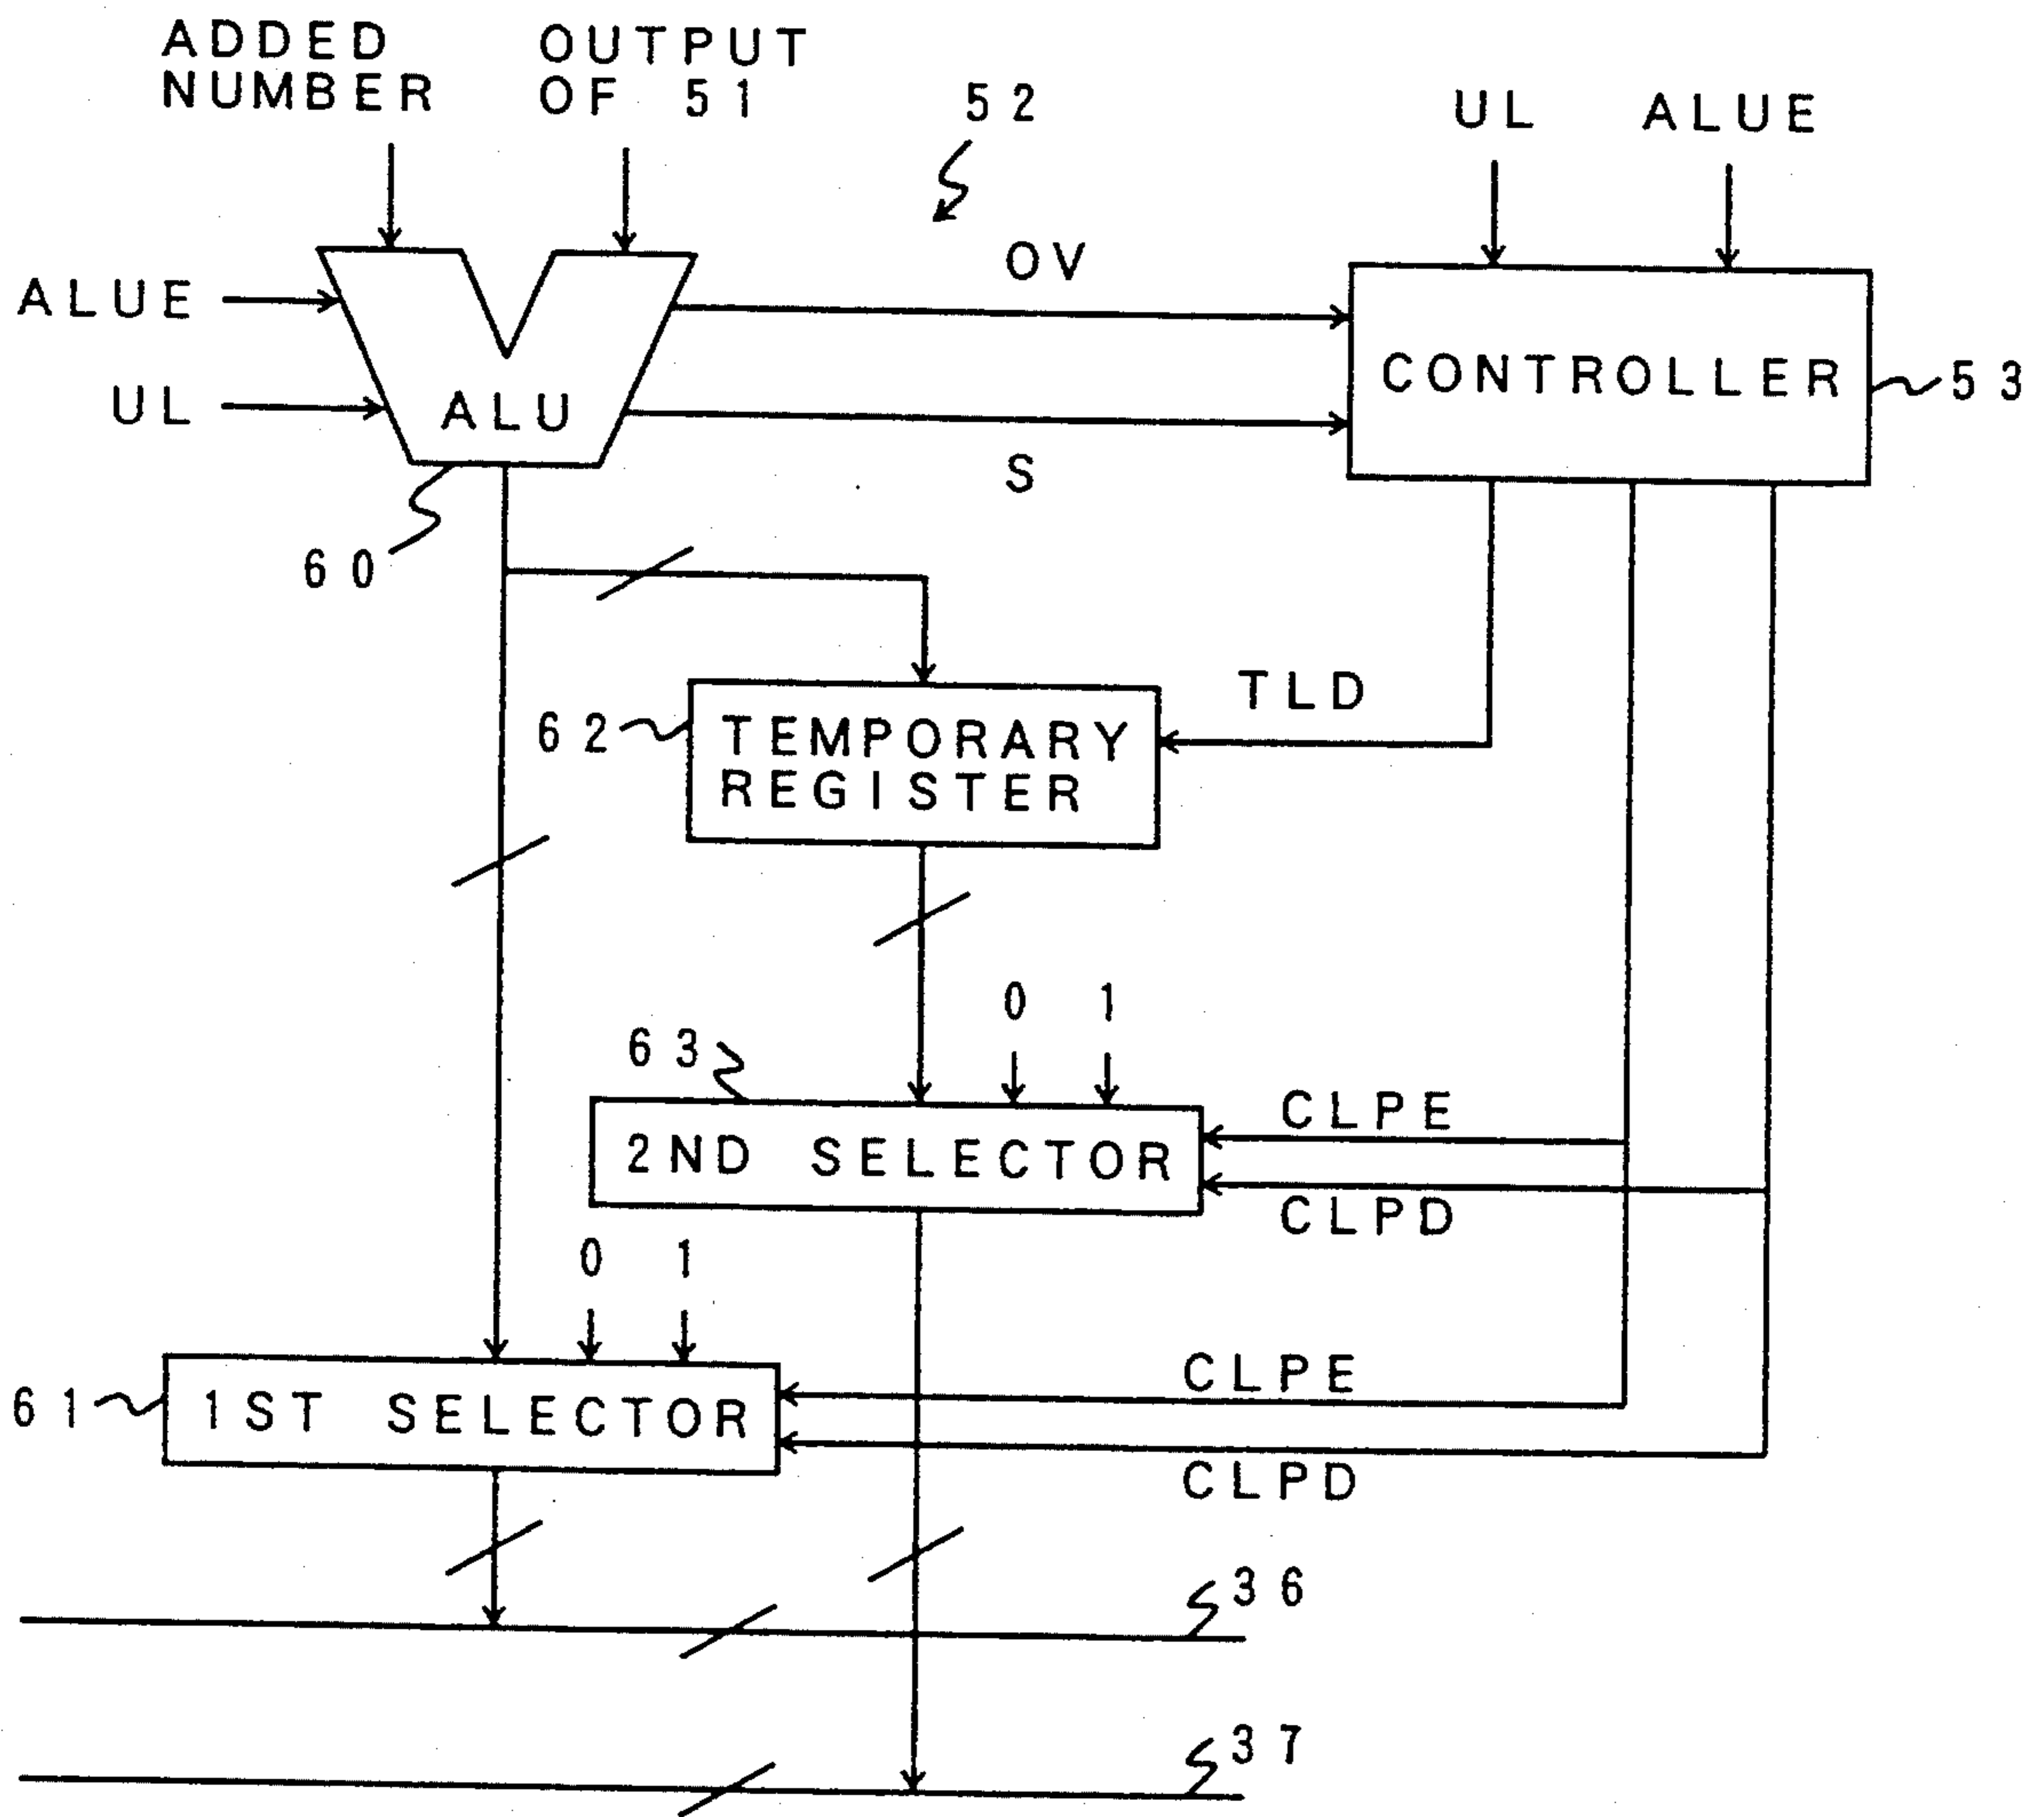 ADDED
NUMBER
OUTPUT
OF 51
52
UL
ALUE
ALUE
UL
ALU
OV
S
CONTROLLER
53
60
TLD
62
TEMPORARY
REGISTER
0
1
63
2ND SELECTOR
CLPE
CLPD
0
1
61
1ST SELECTOR
CLPE
CLPD
36
37